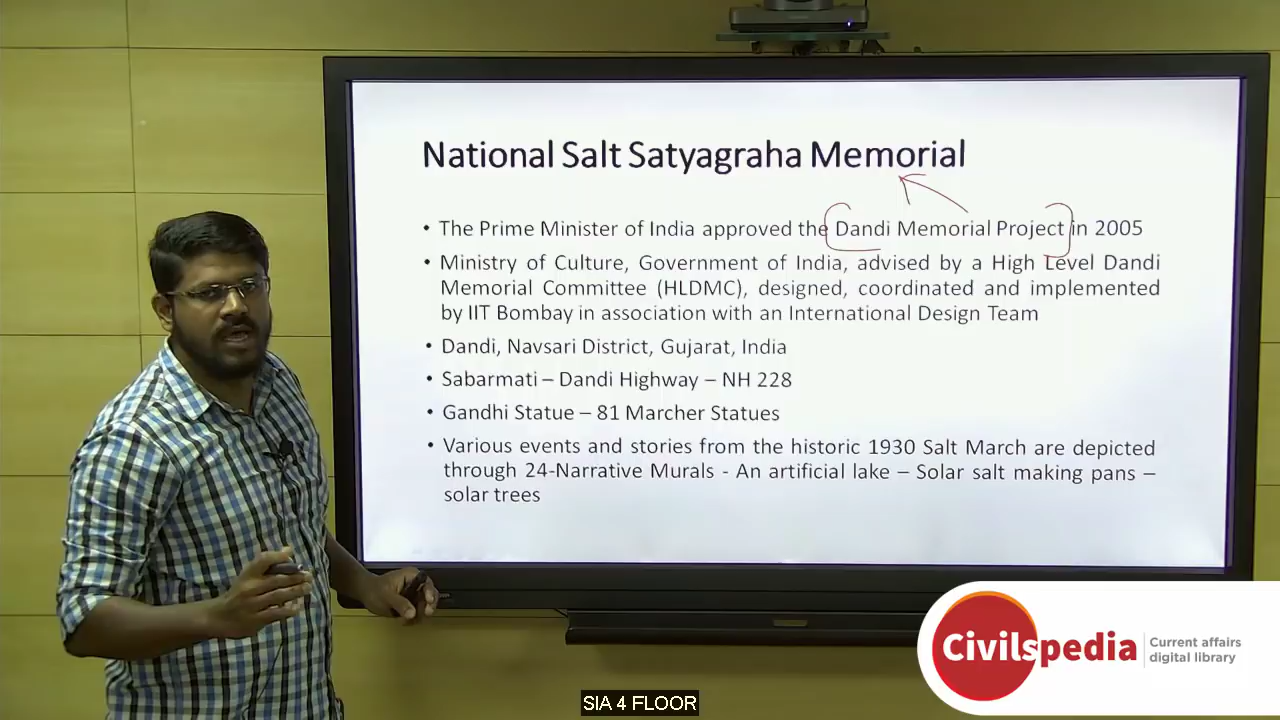 National Salt Satyagraha Memorial
• The Prime Minister of India approved the Dandi Memorial Project in 2005
• Ministry of Culture, Government of India, advised by a High Level Dandi
Memorial Committee (HLDMC), designed, coordinated and implemented
by IIT Bombay in association with an International Design Team
• Dandi, Navsari District, Gujarat, India
• Sabarmati – Dandi Highway – NH 228
• Gandhi Statue – 81 Marcher Statues
• Various events and stories from the historic 1930 Salt March are depicted
through 24-Narrative Murals - An artificial lake – Solar salt making pans –
solar trees
Civilspedia
Current affairs
digital library
SIA 4 FLOOR